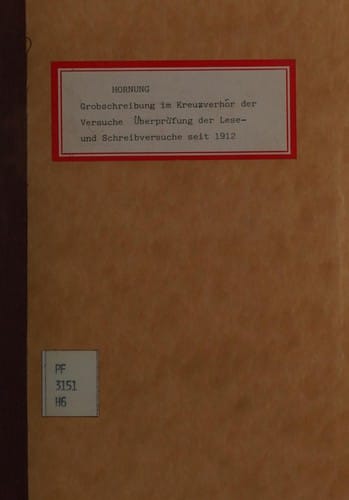 HORNUNG
Grobschreibung im Kreuzverhör der
Versuche Überprüfung der Lese-
und Schreibversuche seit 1912
PF
3151
H6